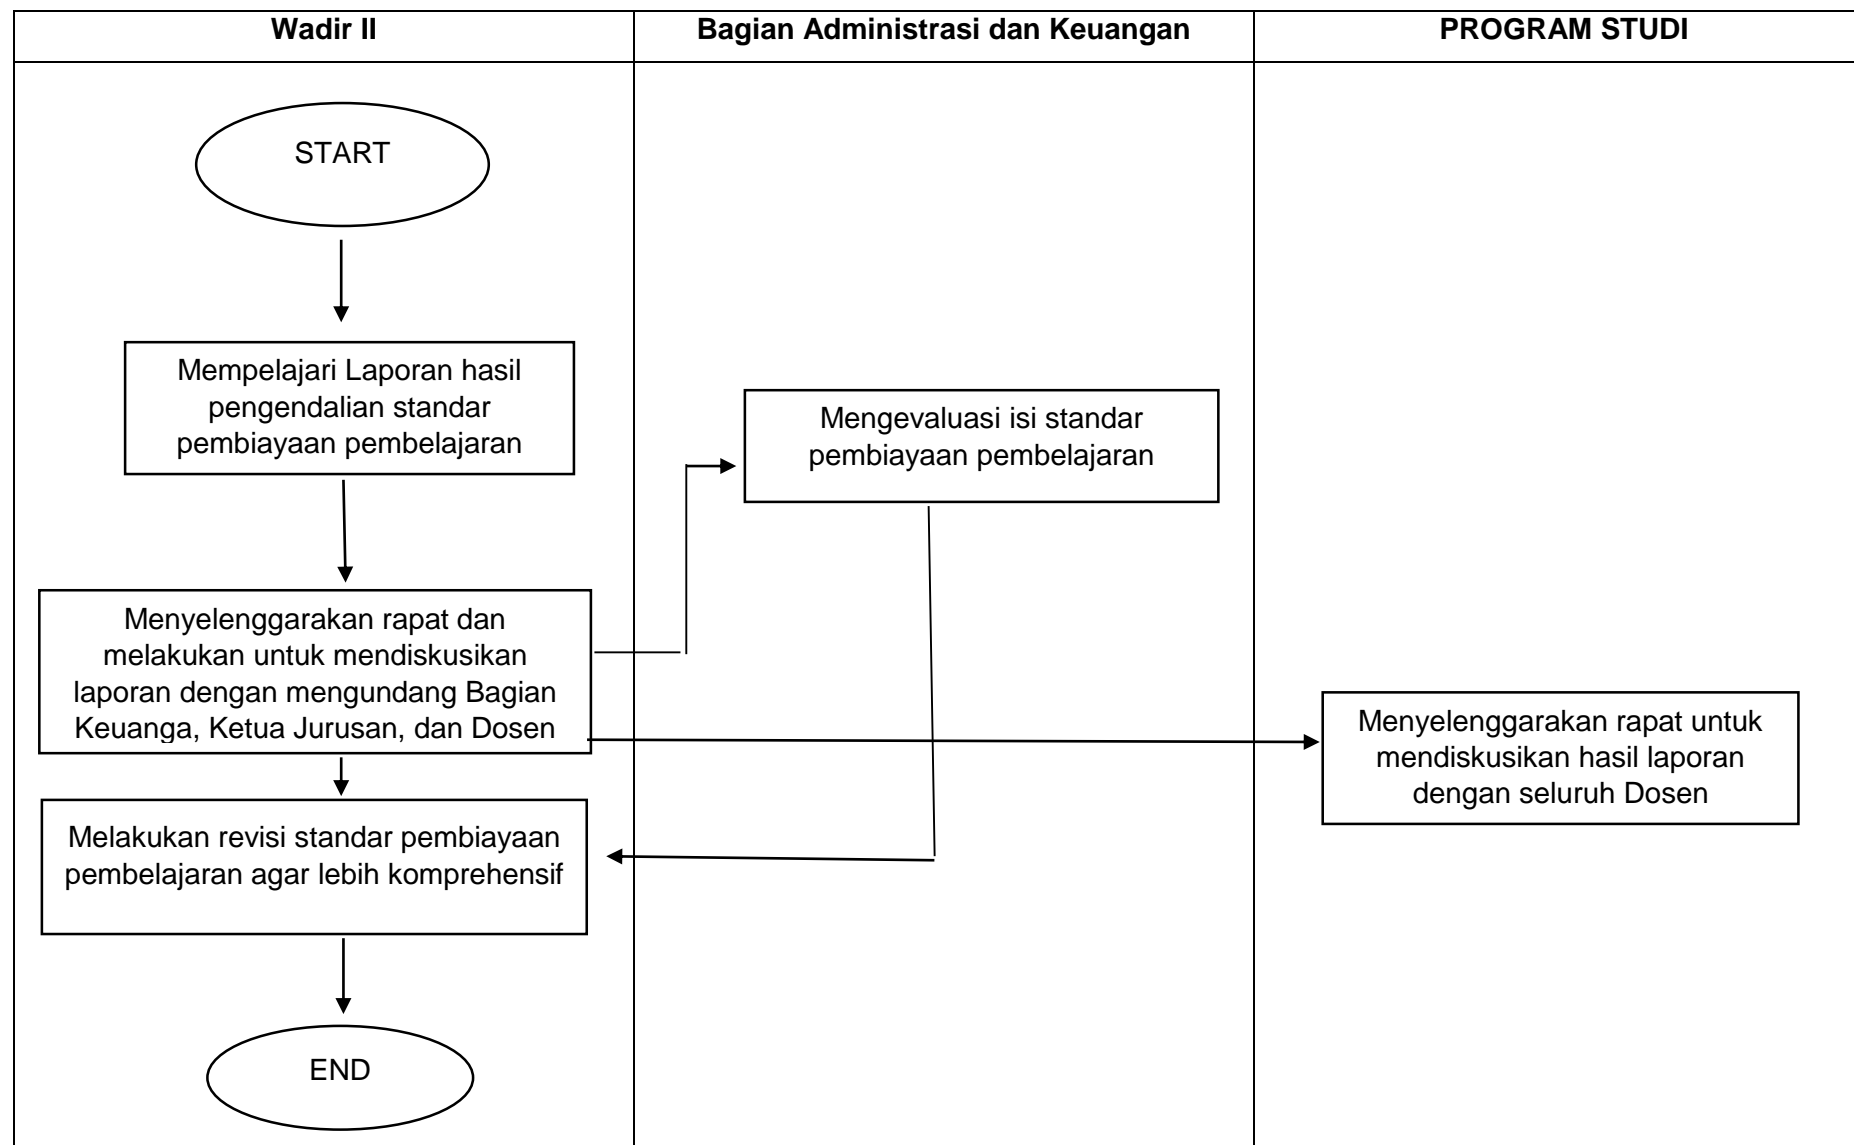 Wadir II
Bagian Administrasi dan Keuangan
PROGRAM STUDI
START
Mempelajari Laporan hasil
pengendalian standar
pembiayaan pembelajaran
Mengevaluasi isi standar
pembiayaan pembelajaran
Menyelenggarakan rapat dan
melakukan untuk mendiskusikan
laporan dengan mengundang Bagian
Keuanga, Ketua Jurusan, dan Dosen
Menyelenggarakan rapat untuk
mendiskusikan hasil laporan
dengan seluruh Dosen
Melakukan revisi standar pembiayaan
pembelajaran agar lebih komprehensif
END